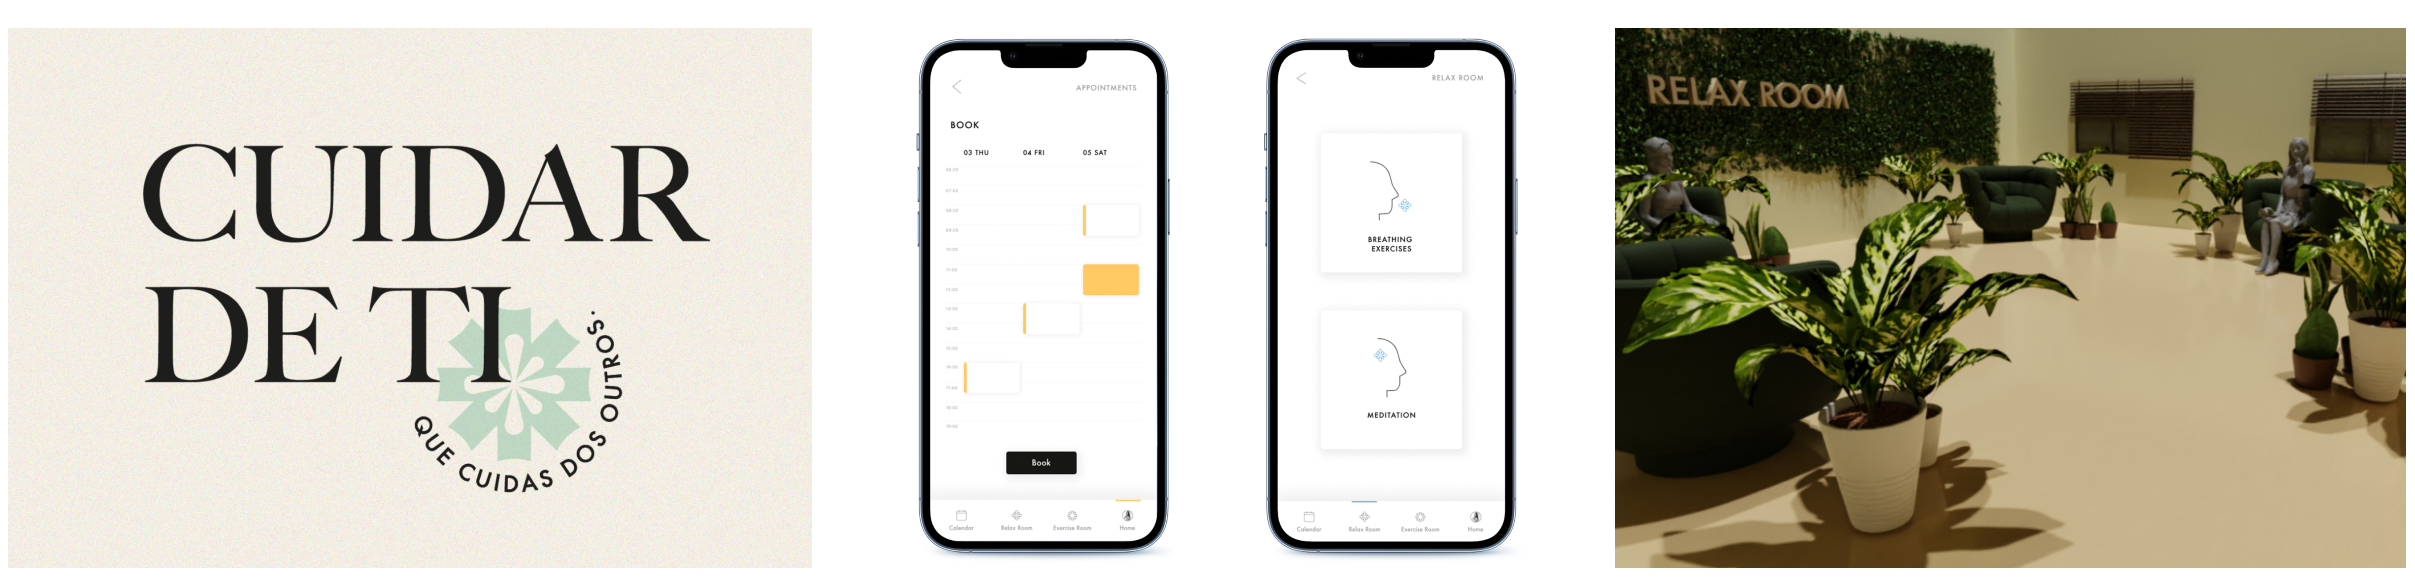 CUIDAR
DE TI
QUE CUIDAS DOS OUTROS.
APPOINTMENTS
BOOK
03 THU 04 FRI 05 SAT
Book
Calendar Relax Room Exercise Room Home
RELAX ROOM
BREATHING
EXERCISES
MEDITATION
Calendar Relax Room Exercise Room Home
RELAX ROOM